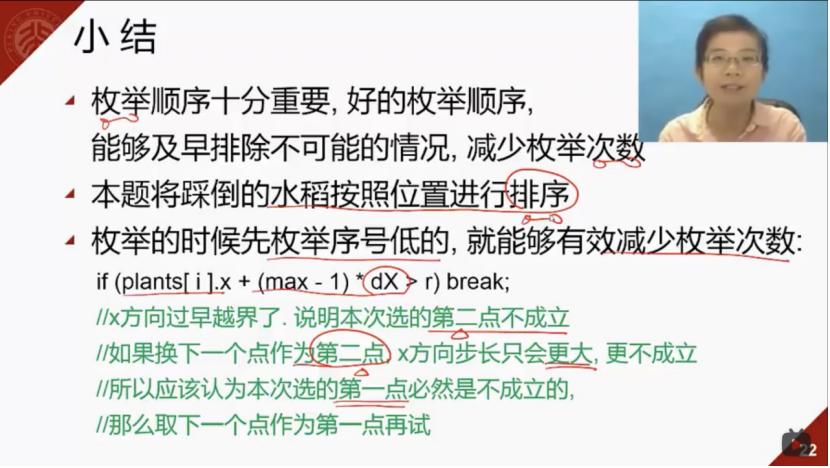 小结
枚举顺序十分重要, 好的枚举顺序,
能够及早排除不可能的情况, 减少枚举次数
本题将踩倒的水稻按照位置进行排序
枚举的时候先枚举序号低的, 就能够有效减少枚举次数:
if (plants[ i ].x + (max - 1) * dX > r) break;
//x方向过早越界了. 说明本次选的第二点不成立
//如果换下一个点作为第二点, x方向步长只会更大, 更不成立
//所以应该认为本次选的第一点必然是不成立的,
//那么取下一个点作为第一点再试
22